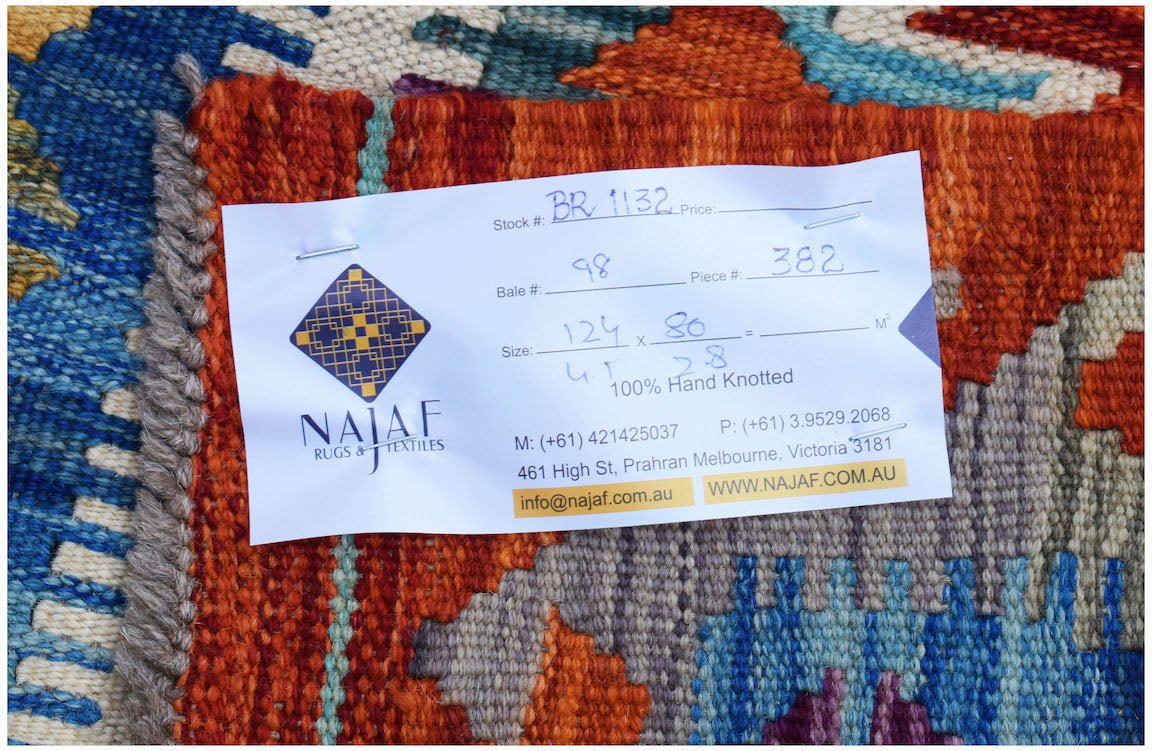 Stock #: BR 1132 Price:
Bale #: 98 Piece #: 382
Size: 124 x 80 = M²
2.8
100% Hand Knotted
NAJAF
RUGS & TEXTILES
M: (+61) 421425037 P: (+61) 3.9529.2068
461 High St, Prahran Melbourne, Victoria 3181
info@najaf.com.au WWW.NAJAF.COM.AU